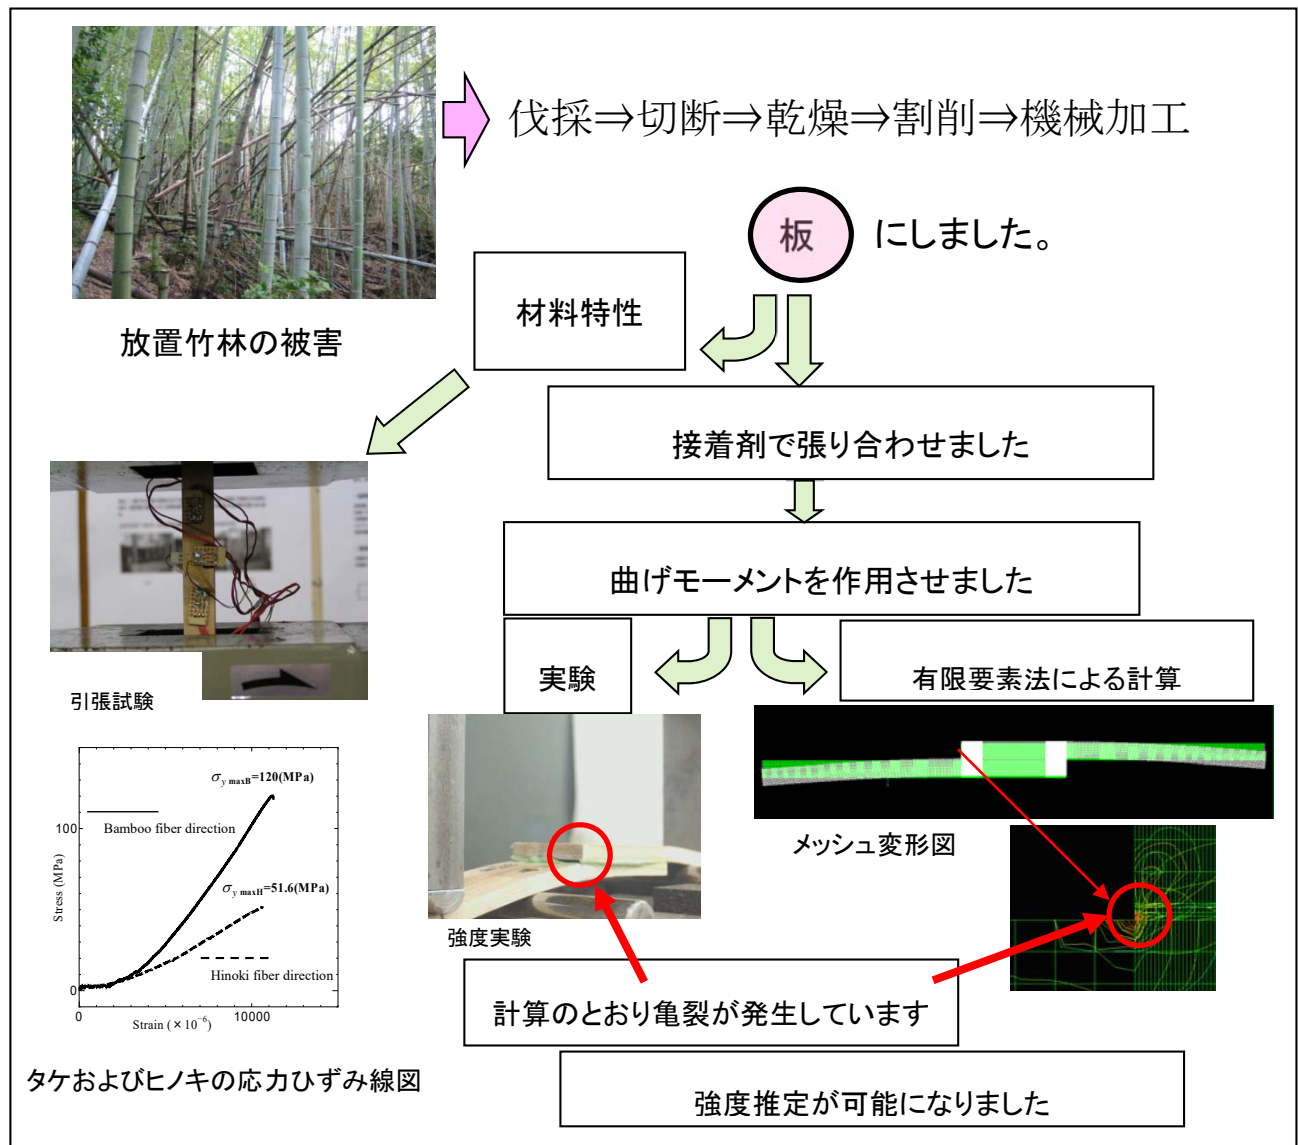 伐採⇒切断⇒乾燥⇒割削⇒機械加工
板 にしました。
放置竹林の被害
材料特性
接着剤で張り合わせました
曲げモーメントを作用させました
引張試験
実験
有限要素法による計算
メッシュ変形図
強度実験
σy maxB=120(MPa)
Bamboo fiber direction
100
σy maxH=51.6(MPa)
Stress (MPa)
Hinoki fiber direction
0
0 10000
Strain (×10⁻⁶)
タケおよびヒノキの応力ひずみ線図
計算のとおり亀裂が発生しています
強度推定が可能になりました